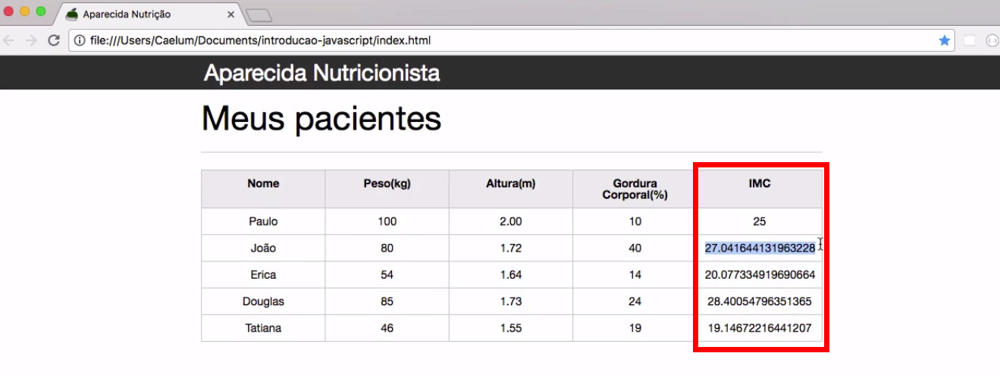 Aparecida Nutrição
file:///Users/Caelum/Documents/introducao-javascript/index.html
Aparecida Nutricionista
Meus pacientes
Nome Peso(kg) Altura(m) Gordura Corporal(%) IMC
Paulo 100 2.00 10 25
João 80 1.72 40 27.041644131963228
Erica 54 1.64 14 20.077334919690664
Douglas 85 1.73 24 28.40054796351365
Tatiana 46 1.55 19 19.14672216441207